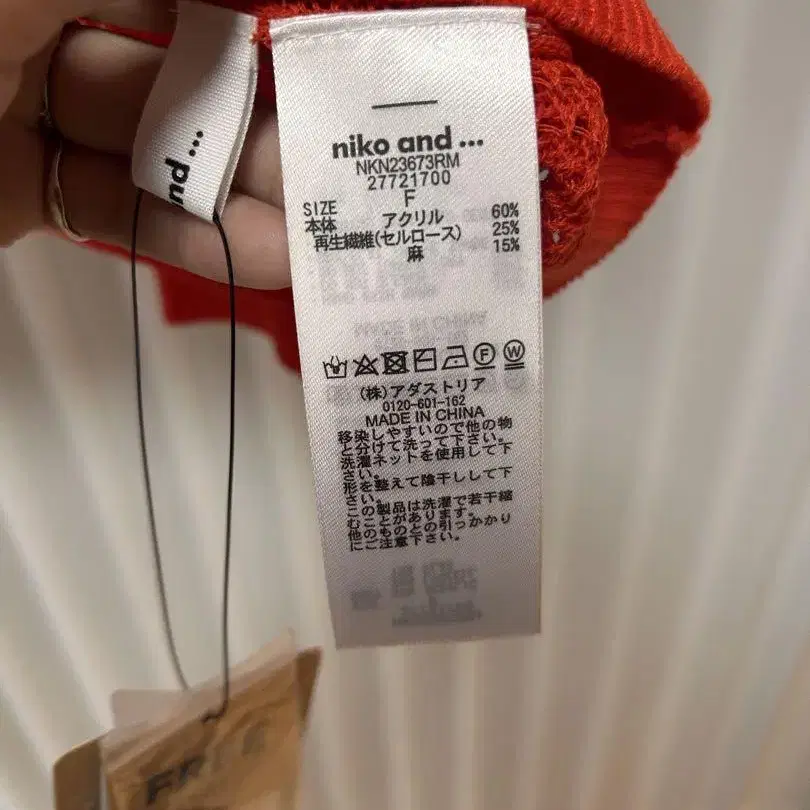 and ...
niko and ...
NKN23673RM
27721700
SIZE F
本体 アクリル 60%
再生繊維(セルロース) 25%
麻 15%
F W
(株)アダストリア
0120-601-162
MADE IN CHINA
移染しやすいので他の物
と分けて洗って下さい。
洗濯ネットを使用して下
さい。
形を整えて陰干しして下
さい。
この製品は洗濯で若干縮
むことがあります。
他のものとの引っかかり
にご注意下さい。
FREE